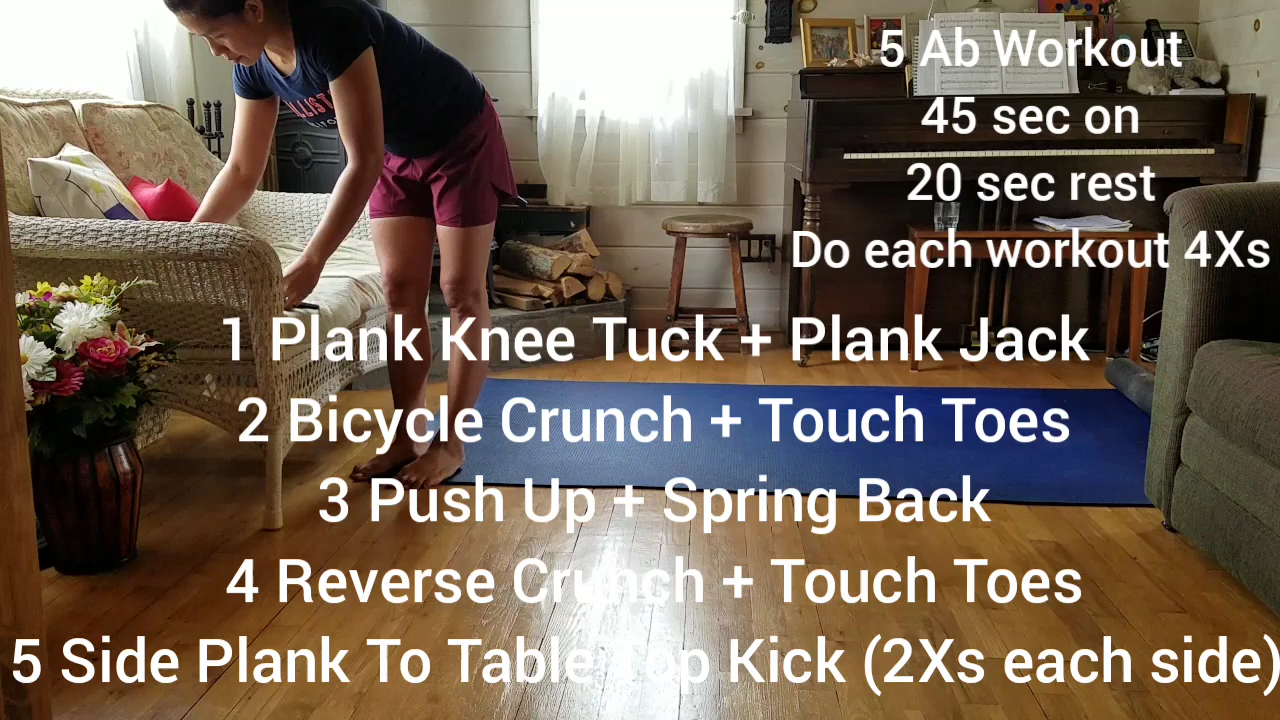 5 Ab Workout
45 sec on
20 sec rest
Do each workout 4Xs
1 Plank Knee Tuck + Plank Jack
2 Bicycle Crunch + Touch Toes
3 Push Up + Spring Back
4 Reverse Crunch + Touch Toes
5 Side Plank To Table Top Kick (2Xs each side)